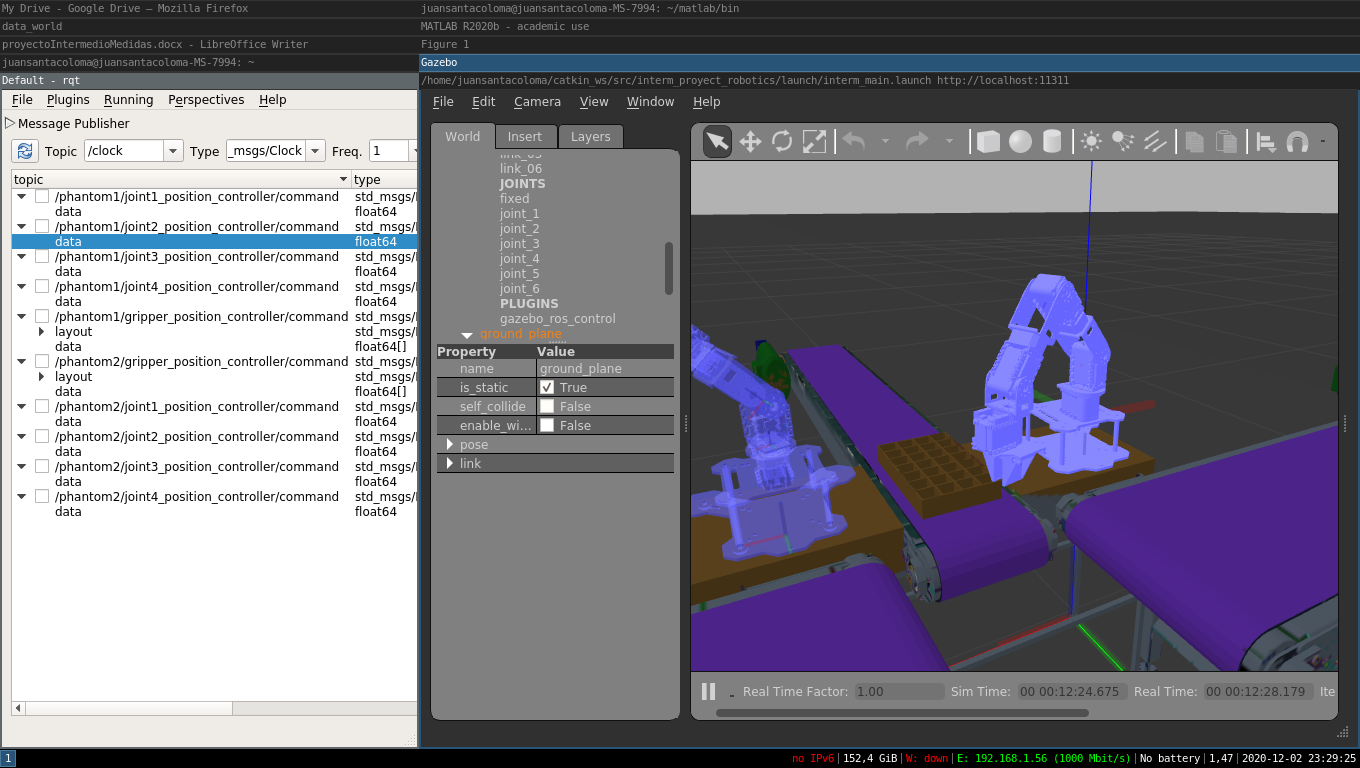 My Drive - Google Drive — Mozilla Firefox
juansantacoloma@juansantacoloma-MS-7994: ~/matlab/bin
data_world
MATLAB R2020b - academic use
proyectoIntermedioMedidas.docx - LibreOffice Writer
Figure 1
juansantacoloma@juansantacoloma-MS-7994: ~
Gazebo
Default - rqt
/home/juansantacoloma/catkin_ws/src/interm_proyect_robotics/launch/interm_main.launch http://localhost:11311
File Plugins Running Perspectives Help
Message Publisher
Topic /clock Type _msgs/Clock Freq. 1
topic type
/phantom1/joint1_position_controller/command std_msgs/
data float64
/phantom1/joint2_position_controller/command std_msgs/
data float64
/phantom1/joint3_position_controller/command std_msgs/
data float64
/phantom1/joint4_position_controller/command std_msgs/
data float64
/phantom1/gripper_position_controller/command std_msgs/
layout std_msgs/
data float64[]
/phantom2/gripper_position_controller/command std_msgs/
layout std_msgs/
data float64[]
/phantom2/joint1_position_controller/command std_msgs/
data float64
/phantom2/joint2_position_controller/command std_msgs/
data float64
/phantom2/joint3_position_controller/command std_msgs/
data float64
/phantom2/joint4_position_controller/command std_msgs/
data float64
File Edit Camera View Window Help
World Insert Layers
link_05
link_06
JOINTS
fixed
joint_1
joint_2
joint_3
joint_4
joint_5
joint_6
PLUGINS
gazebo_ros_control
ground_plane
Property Value
name ground_plane
is_static True
self_collide False
enable_wi... False
pose
link
Real Time Factor: 1.00 Sim Time: 00 00:12:24.675 Real Time: 00 00:12:28.179 Ite
1
no IPv6|152,4 GiB|W: down|E: 192.168.1.56 (1000 Mbit/s)|No battery|1,47|2020-12-02 23:29:25